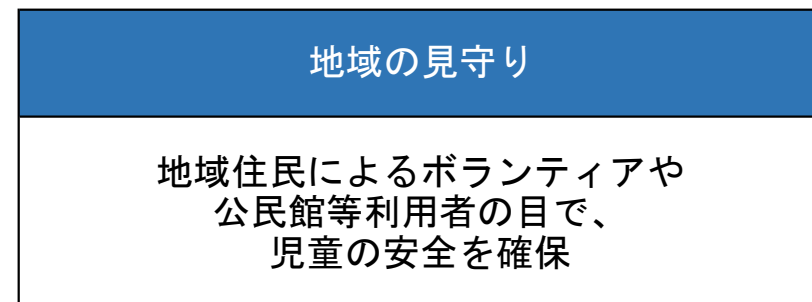 地域の見守り
地域住民によるボランティアや
公民館等利用者の目で、
児童の安全を確保